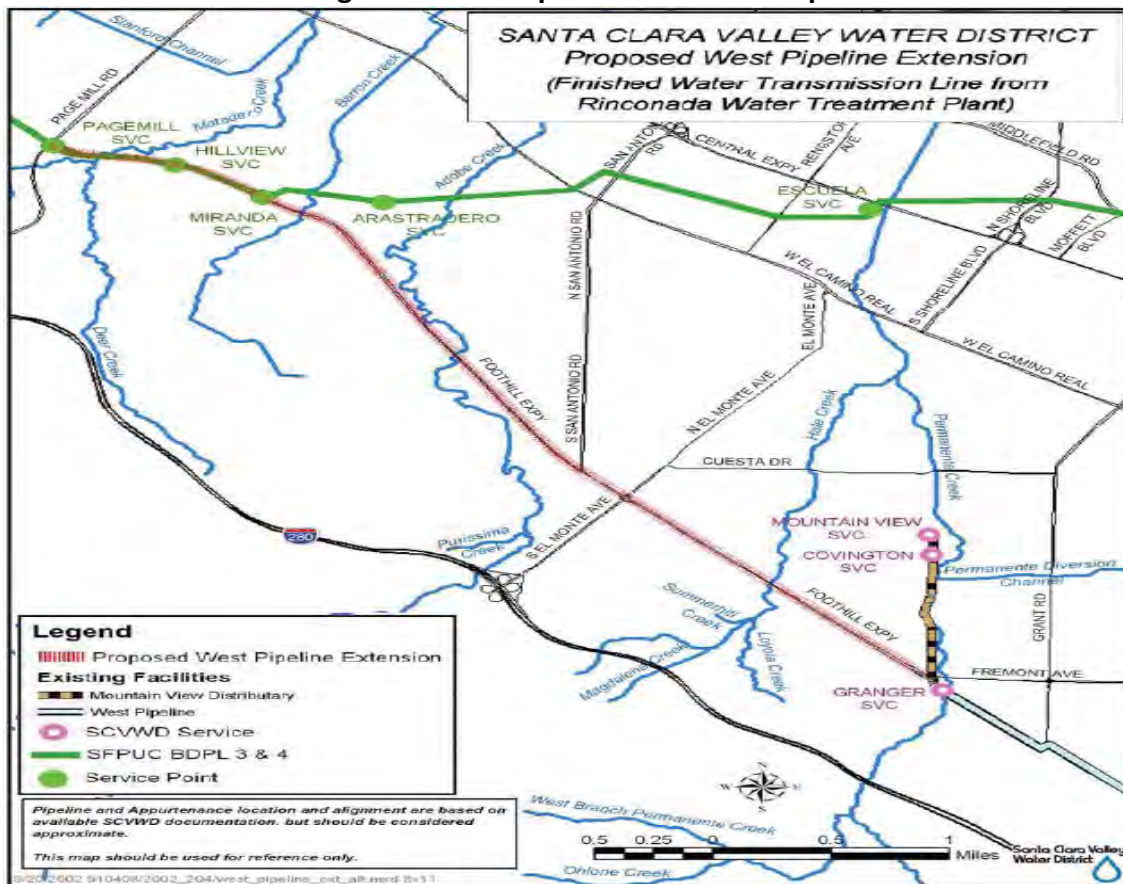 SANTA CLARA VALLEY WATER DISTRICT
Proposed West Pipeline Extension
(Finished Water Transmission Line from
Rinconada Water Treatment Plant)
Stanford Channel
PAGE MILL RD
Matadero Creek
Barron Creek
PAGEMILL
SVC
HILLVIEW
SVC
MIRANDA
SVC
ARASTRADERO
SVC
Adobe Creek
SAN ANTONIO
RD
CENTRAL EXPY
RENGSTORFF
AVE
MIDDLEFIELD RD
ESCUELA
SVC
N SHORELINE
BLVD
MOFFETT
BLVD
N SAN ANTONIO RD
W EL CAMINO REAL
S SHORELINE BLVD
EL MONTE AVE
W EL CAMINO REAL
Deer Creek
FOOTHILL EXPY
S SAN ANTONIO RD
N EL MONTE AVE
Hale Creek
Permanente Creek
CUESTA DR
S EL MONTE AVE
280
Purissima
Creek
MOUNTAIN VIEW
SVC
COVINGTON
SVC
Permanente Diversion
Channel
GRANT RD
FOOTHILL EXPY
Summerhill
Creek
Loyola Creek
Magdalena Creek
FREMONT AVE
GRANGER
SVC
Legend
Proposed West Pipeline Extension
Existing Facilities
Mountain View Distributary
West Pipeline
SCVWD Service
SFPUC BDPL 3 & 4
Service Point
N
W
E
S
West Branch Permanente Creek
Ohlone Creek
0.5 0.25 0 0.5 1
Miles
Santa Clara Valley
Water District
Pipeline and Appurtenance location and alignment are based on
available SCVWD documentation, but should be considered
approximate.
This map should be used for reference only.